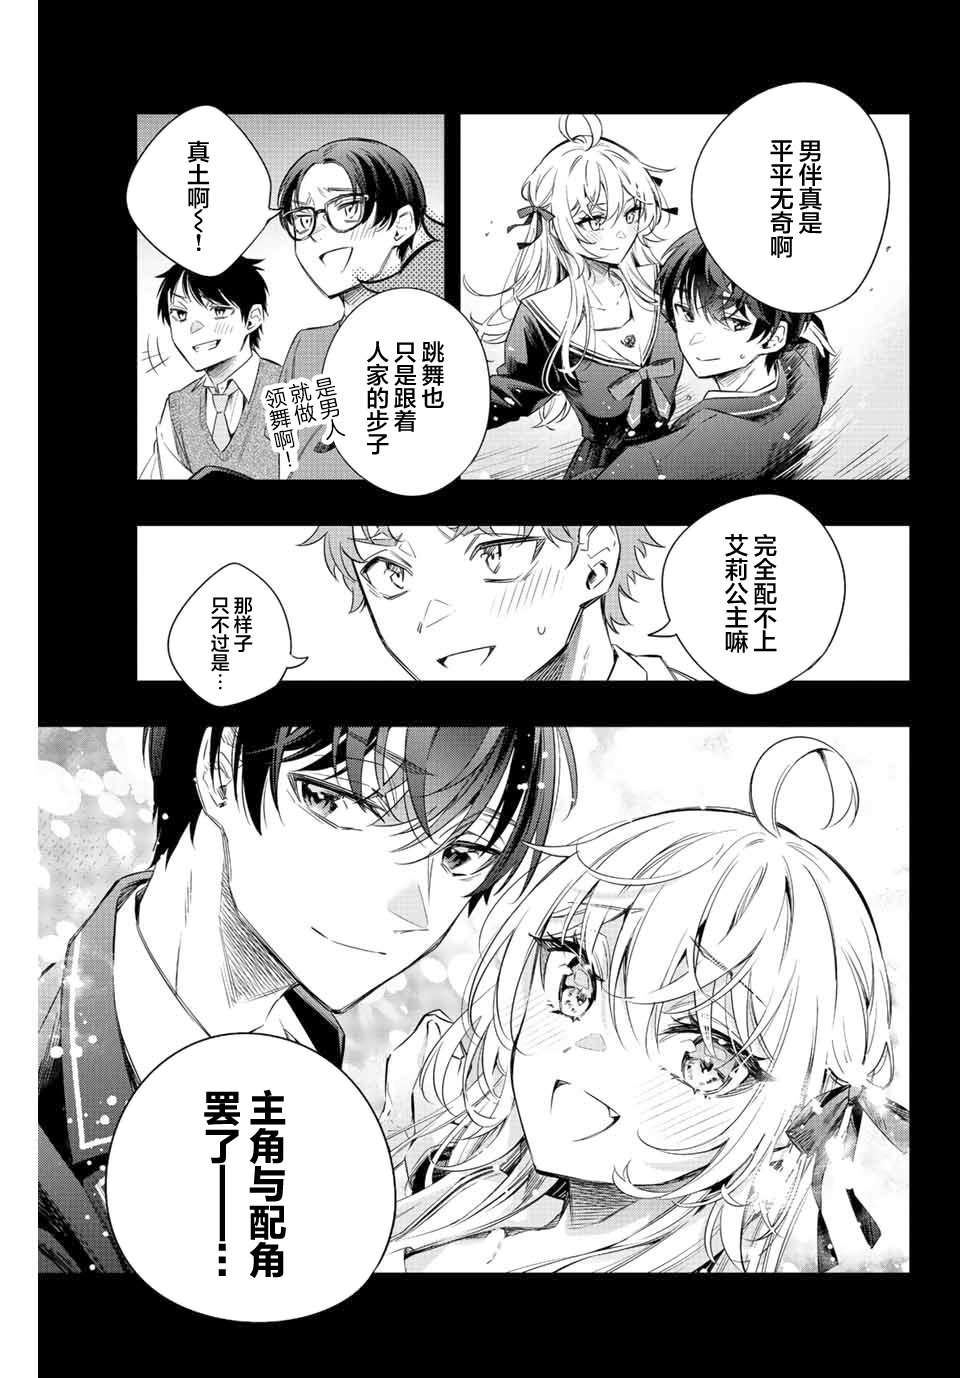 男伴真是
平平无奇啊
跳舞也
只是跟着
人家的步子
真土啊～！
是男人
就做
领舞啊！
完全配不上
艾莉公主嘛
那样子
只不过是…
主角与配角
罢了——…